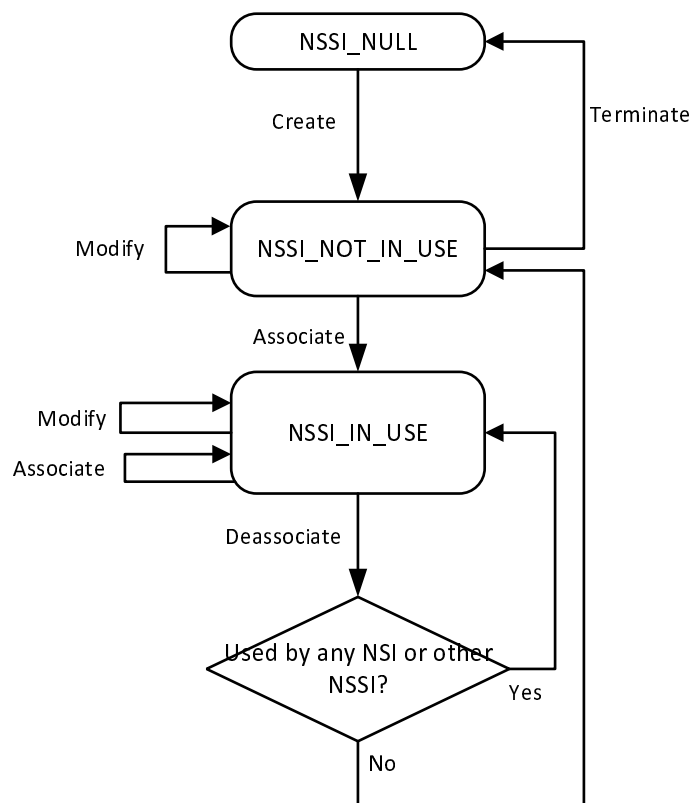 NSSI_NULL
Terminate
Create
NSSI_NOT_IN_USE
Modify
Associate
Modify
NSSI_IN_USE
Associate
Deassociate
Used by any NSI or other
NSSI?
Yes
No